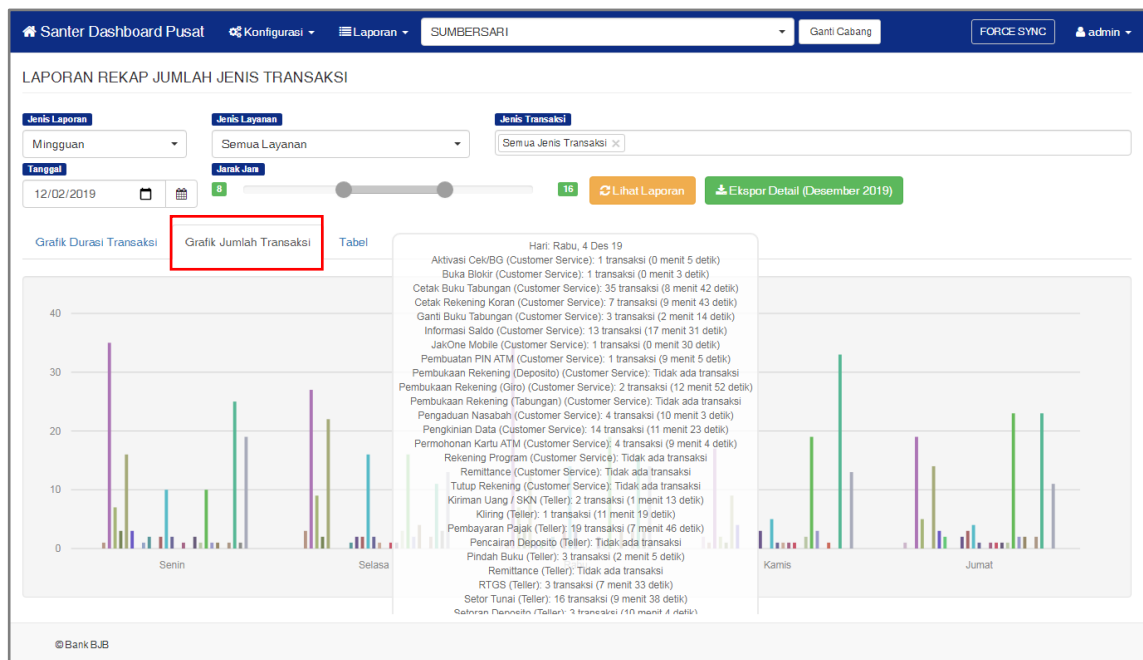 Santer Dashboard Pusat Konfigurasi Laporan SUMBERSARI Ganti Cabang FORCE SYNC admin
LAPORAN REKAP JUMLAH JENIS TRANSAKSI
Jenis Laporan Jenis Layanan Jenis Transaksi
Mingguan Semua Layanan Semua Jenis Transaksi ×
Tanggal Jarak Jam
12/02/2019 8 16 Lihat Laporan Ekspor Detail (Desember 2019)
Grafik Durasi Transaksi Grafik Jumlah Transaksi Tabel
Hari: Rabu, 4 Des 19
Aktivasi Cek/BG (Customer Service): 1 transaksi (0 menit 5 detik)
Buka Blokir (Customer Service): 1 transaksi (0 menit 3 detik)
Cetak Buku Tabungan (Customer Service): 35 transaksi (8 menit 42 detik)
Cetak Rekening Koran (Customer Service): 7 transaksi (9 menit 43 detik)
Ganti Buku Tabungan (Customer Service): 3 transaksi (2 menit 14 detik)
Informasi Saldo (Customer Service): 13 transaksi (17 menit 31 detik)
JakOne Mobile (Customer Service): 1 transaksi (0 menit 30 detik)
Pembuatan PIN ATM (Customer Service): 1 transaksi (9 menit 5 detik)
Pembukaan Rekening (Deposito) (Customer Service): Tidak ada transaksi
Pembukaan Rekening (Giro) (Customer Service): 2 transaksi (12 menit 52 detik)
Pembukaan Rekening (Tabungan) (Customer Service): Tidak ada transaksi
Pengaduan Nasabah (Customer Service): 4 transaksi (10 menit 3 detik)
Pengkinian Data (Customer Service): 14 transaksi (11 menit 23 detik)
Permohonan Kartu ATM (Customer Service): 4 transaksi (9 menit 4 detik)
Rekening Program (Customer Service): Tidak ada transaksi
Remittance (Customer Service): Tidak ada transaksi
Tutup Rekening (Customer Service): Tidak ada transaksi
Kiriman Uang / SKN (Teller): 2 transaksi (1 menit 13 detik)
Kliring (Teller): 1 transaksi (11 menit 19 detik)
Pembayaran Pajak (Teller): 19 transaksi (7 menit 46 detik)
Pencairan Deposito (Teller): Tidak ada transaksi
Pindah Buku (Teller): 3 transaksi (2 menit 5 detik)
Remittance (Teller): Tidak ada transaksi
RTGS (Teller): 3 transaksi (7 menit 33 detik)
Setor Tunai (Teller): 16 transaksi (9 menit 38 detik)
Setoran Deposito (Teller): 3 transaksi (10 menit 4 detik)
40
30
20
10
0
Senin Selasa Kamis Jumat
© Bank BJB